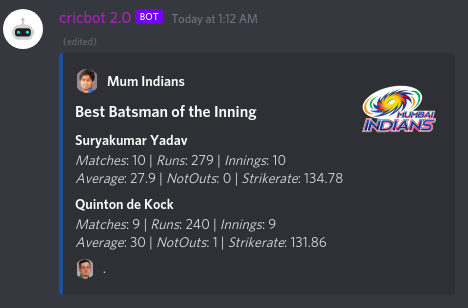 cricbot 2.0 BOT Today at 1:12 AM
(edited)
Mum Indians
Best Batsman of the Inning
MUMBAI
INDIANS
Suryakumar Yadav
Matches: 10 | Runs: 279 | Innings: 10
Average: 27.9 | NotOuts: 0 | Strikerate: 134.78
Quinton de Kock
Matches: 9 | Runs: 240 | Innings: 9
Average: 30 | NotOuts: 1 | Strikerate: 131.86
.